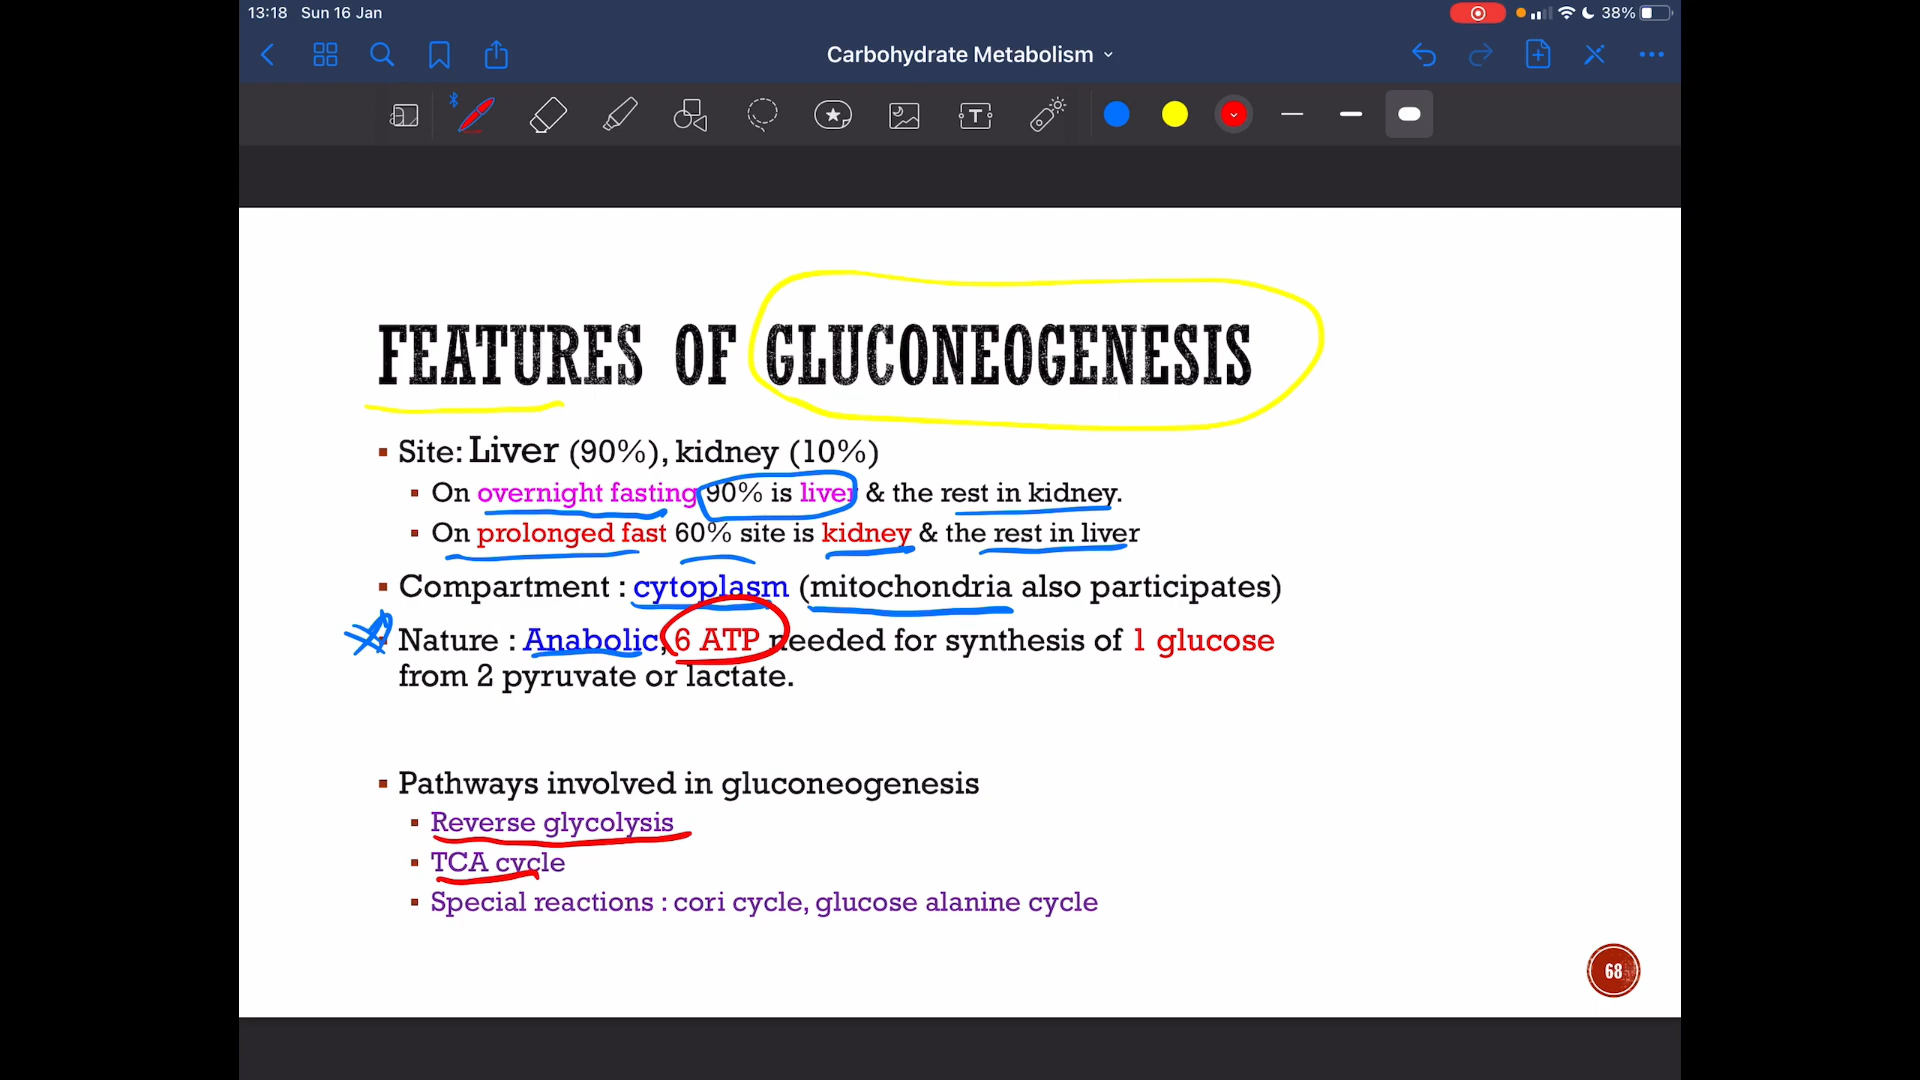 13:18 Sun 16 Jan
38%
Carbohydrate Metabolism
FEATURES OF GLUCONEOGENESIS
Site: Liver (90%), kidney (10%)
On overnight fasting 90% is liver & the rest in kidney.
On prolonged fast 60% site is kidney & the rest in liver
Compartment : cytoplasm (mitochondria also participates)
Nature : Anabolic, 6 ATP needed for synthesis of 1 glucose
from 2 pyruvate or lactate.
Pathways involved in gluconeogenesis
Reverse glycolysis
TCA cycle
Special reactions : cori cycle, glucose alanine cycle
68